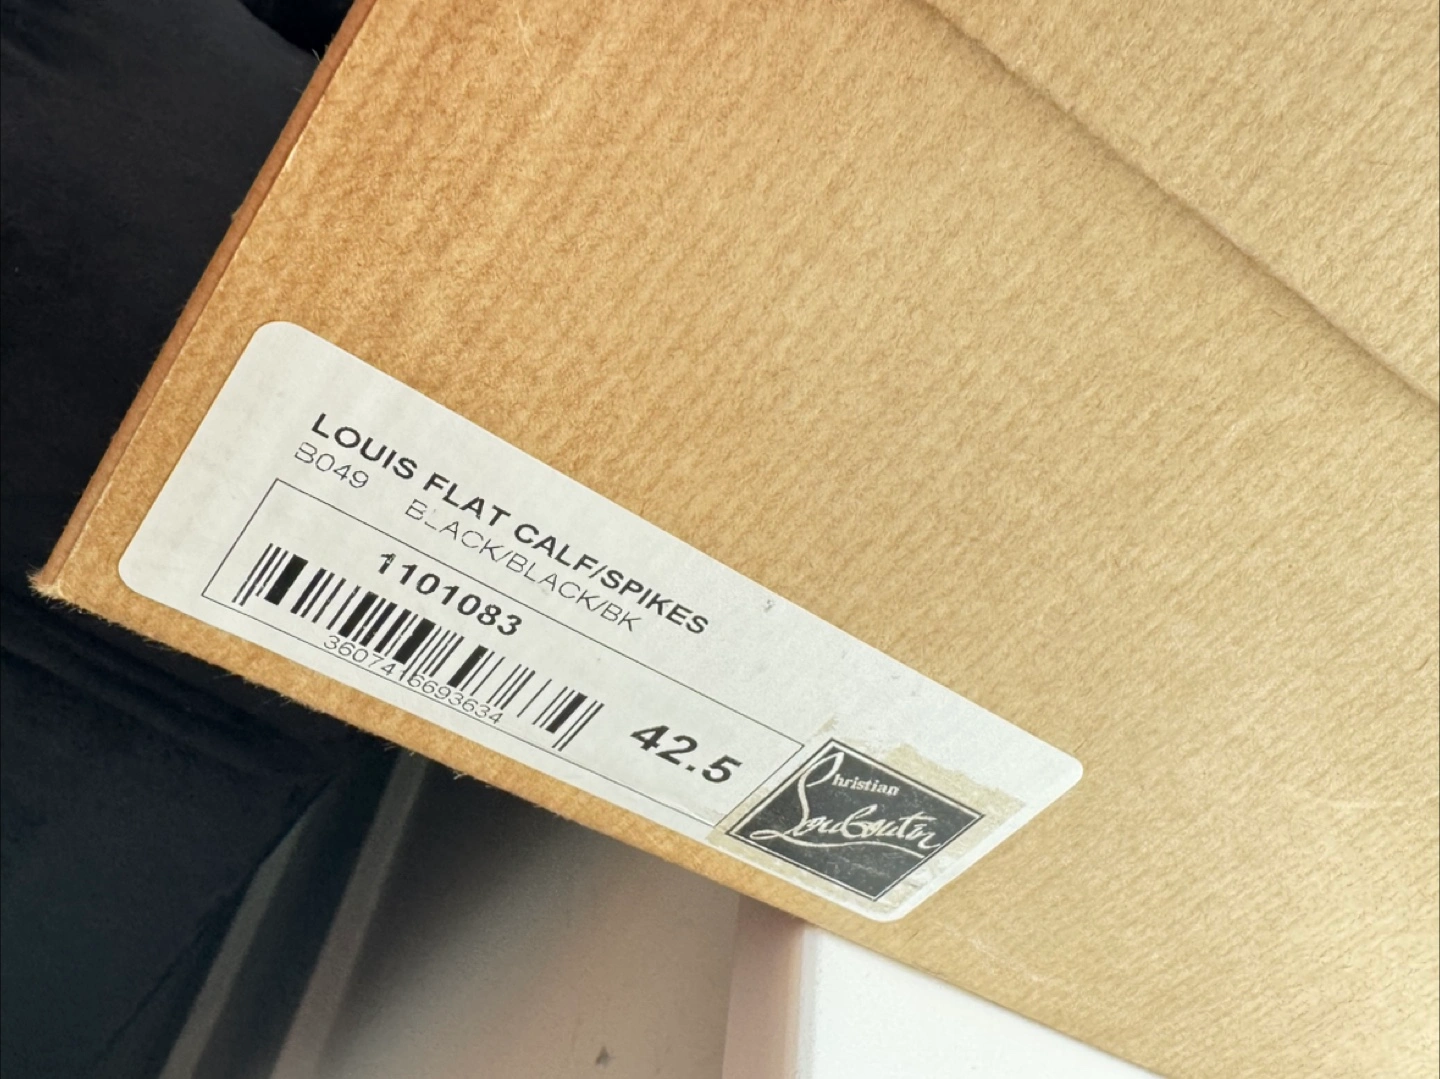 LOUIS FLAT CALF/SPIKES
B049 BLACK/BLACK/BK
1101083
3607416693634
42.5
Christian
Louboutin